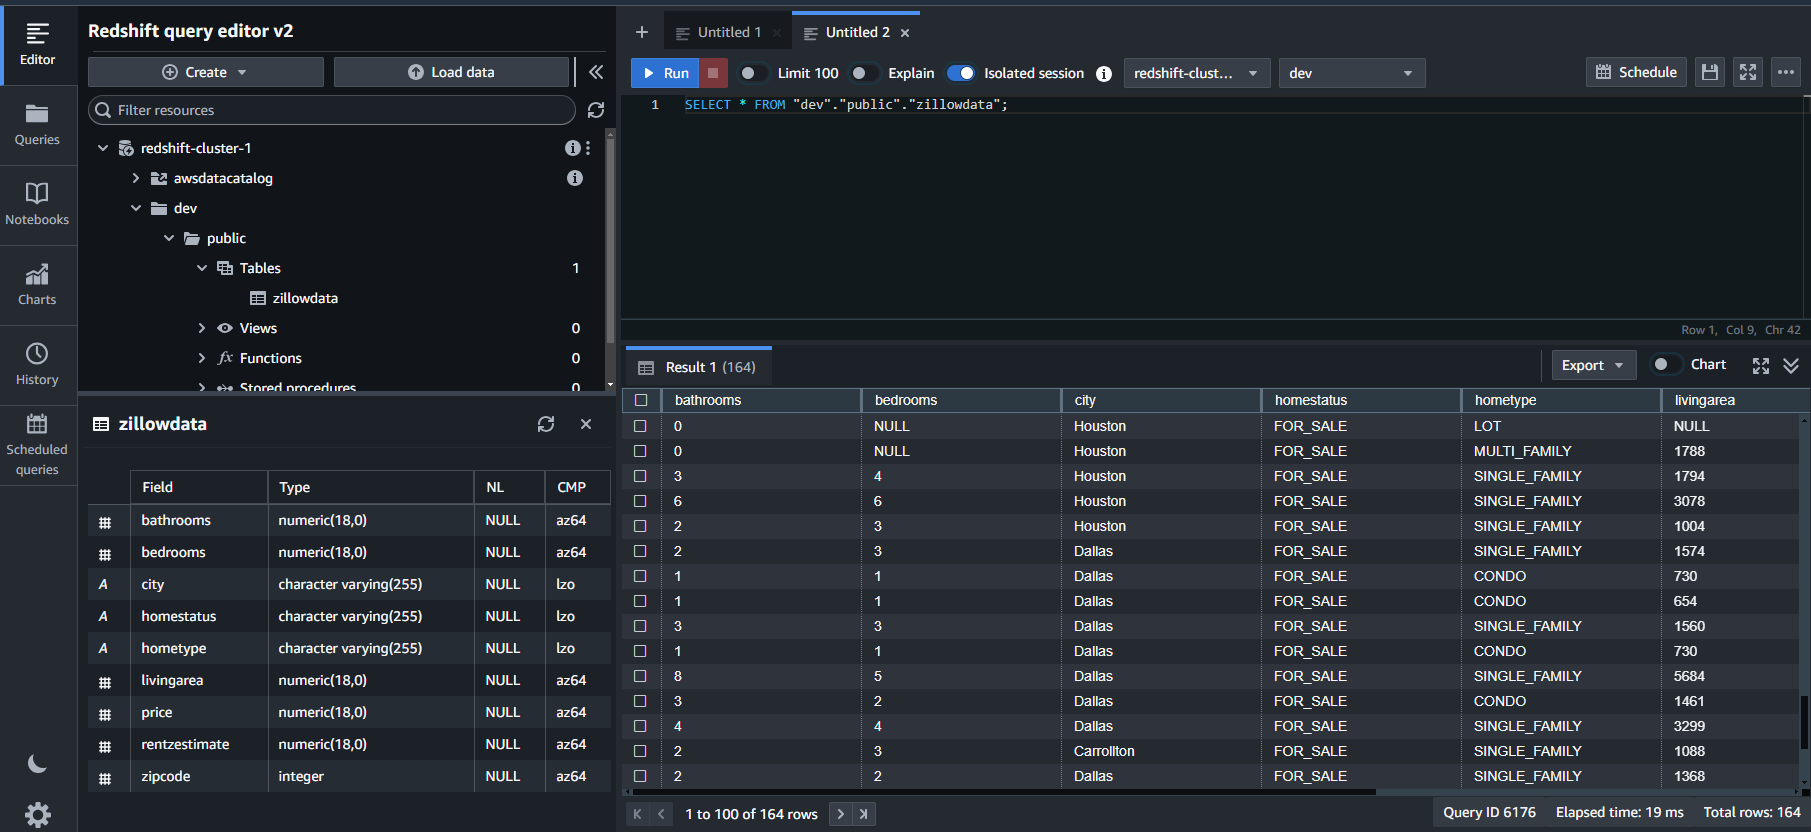 Editor
Queries
Notebooks
Charts
History
Scheduled
queries
Redshift query editor v2
Create
Load data
Filter resources
redshift-cluster-1
awsdatacatalog
dev
public
Tables 1
zillowdata
Views 0
fx Functions 0
Stored procedures 0
zillowdata
Field Type NL CMP
bathrooms numeric(18,0) NULL az64
bedrooms numeric(18,0) NULL az64
A city character varying(255) NULL lzo
A homestatus character varying(255) NULL lzo
A hometype character varying(255) NULL lzo
livingarea numeric(18,0) NULL az64
price numeric(18,0) NULL az64
rentzestimate numeric(18,0) NULL az64
zipcode integer NULL az64
Untitled 1 Untitled 2
Run Limit 100 Explain Isolated session redshift-clust... dev Schedule
1 SELECT * FROM "dev"."public"."zillowdata";
Row 1, Col 9, Chr 42
Result 1 (164) Export Chart
bathrooms bedrooms city homestatus hometype livingarea
0 NULL Houston FOR_SALE LOT NULL
0 NULL Houston FOR_SALE MULTI_FAMILY 1788
3 4 Houston FOR_SALE SINGLE_FAMILY 1794
6 6 Houston FOR_SALE SINGLE_FAMILY 3078
2 3 Houston FOR_SALE SINGLE_FAMILY 1004
2 3 Dallas FOR_SALE SINGLE_FAMILY 1574
1 1 Dallas FOR_SALE CONDO 730
1 1 Dallas FOR_SALE CONDO 654
3 3 Dallas FOR_SALE SINGLE_FAMILY 1560
1 1 Dallas FOR_SALE CONDO 730
8 5 Dallas FOR_SALE SINGLE_FAMILY 5684
3 2 Dallas FOR_SALE CONDO 1461
4 4 Dallas FOR_SALE SINGLE_FAMILY 3299
2 3 Carrollton FOR_SALE SINGLE_FAMILY 1088
2 2 Dallas FOR_SALE SINGLE_FAMILY 1368
1 to 100 of 164 rows
Query ID 6176 Elapsed time: 19 ms Total rows: 164